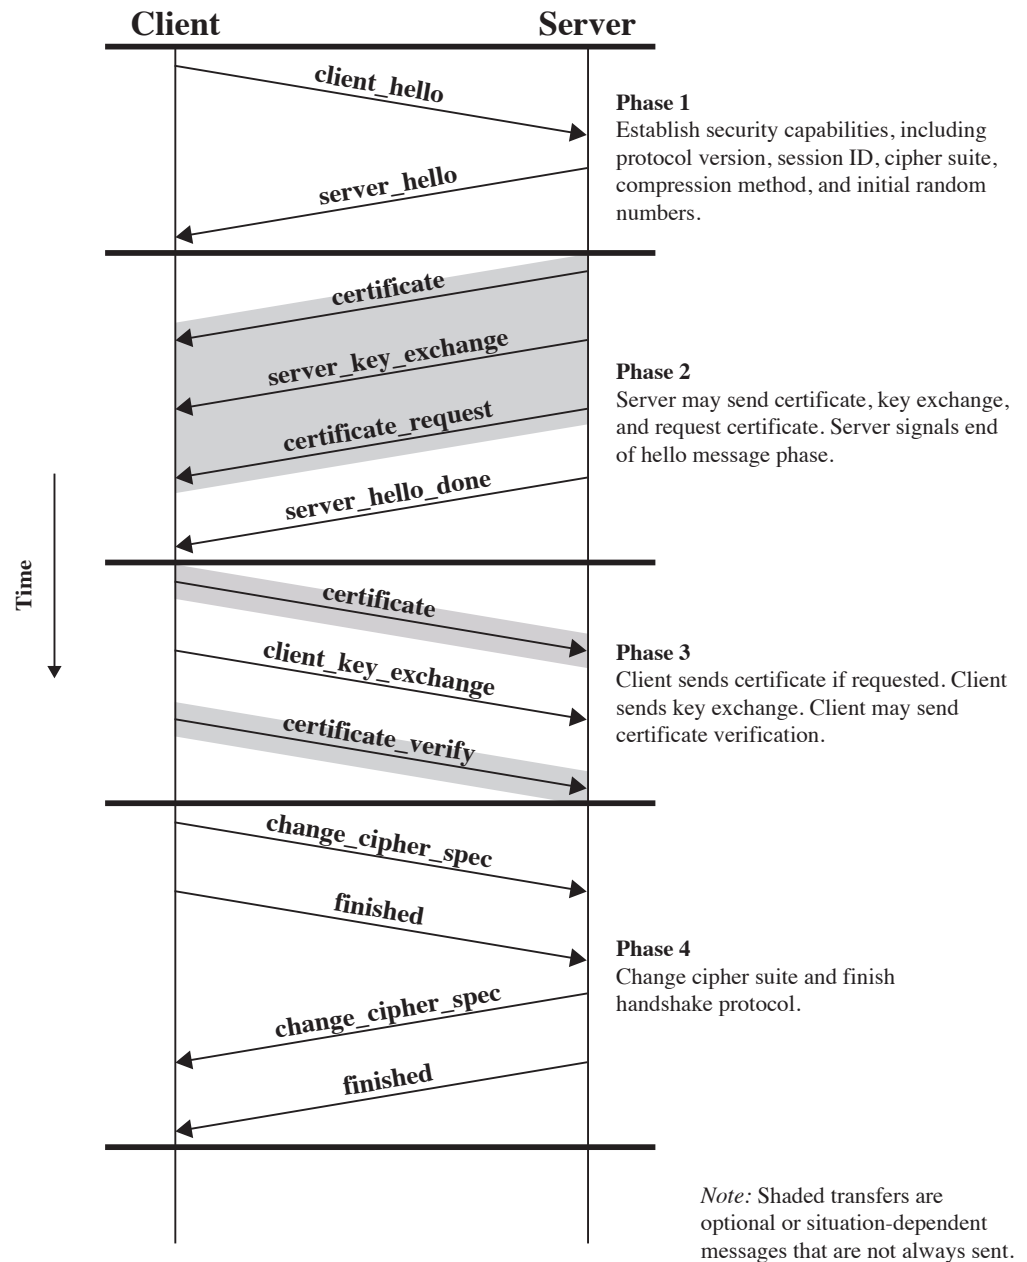 Client
Server
client_hello
server_hello
Phase 1
Establish security capabilities, including
protocol version, session ID, cipher suite,
compression method, and initial random
numbers.
certificate
server_key_exchange
certificate_request
server_hello_done
Phase 2
Server may send certificate, key exchange,
and request certificate. Server signals end
of hello message phase.
Time
certificate
client_key_exchange
certificate_verify
Phase 3
Client sends certificate if requested. Client
sends key exchange. Client may send
certificate verification.
change_cipher_spec
finished
change_cipher_spec
finished
Phase 4
Change cipher suite and finish
handshake protocol.
Note: Shaded transfers are
optional or situation-dependent
messages that are not always sent.